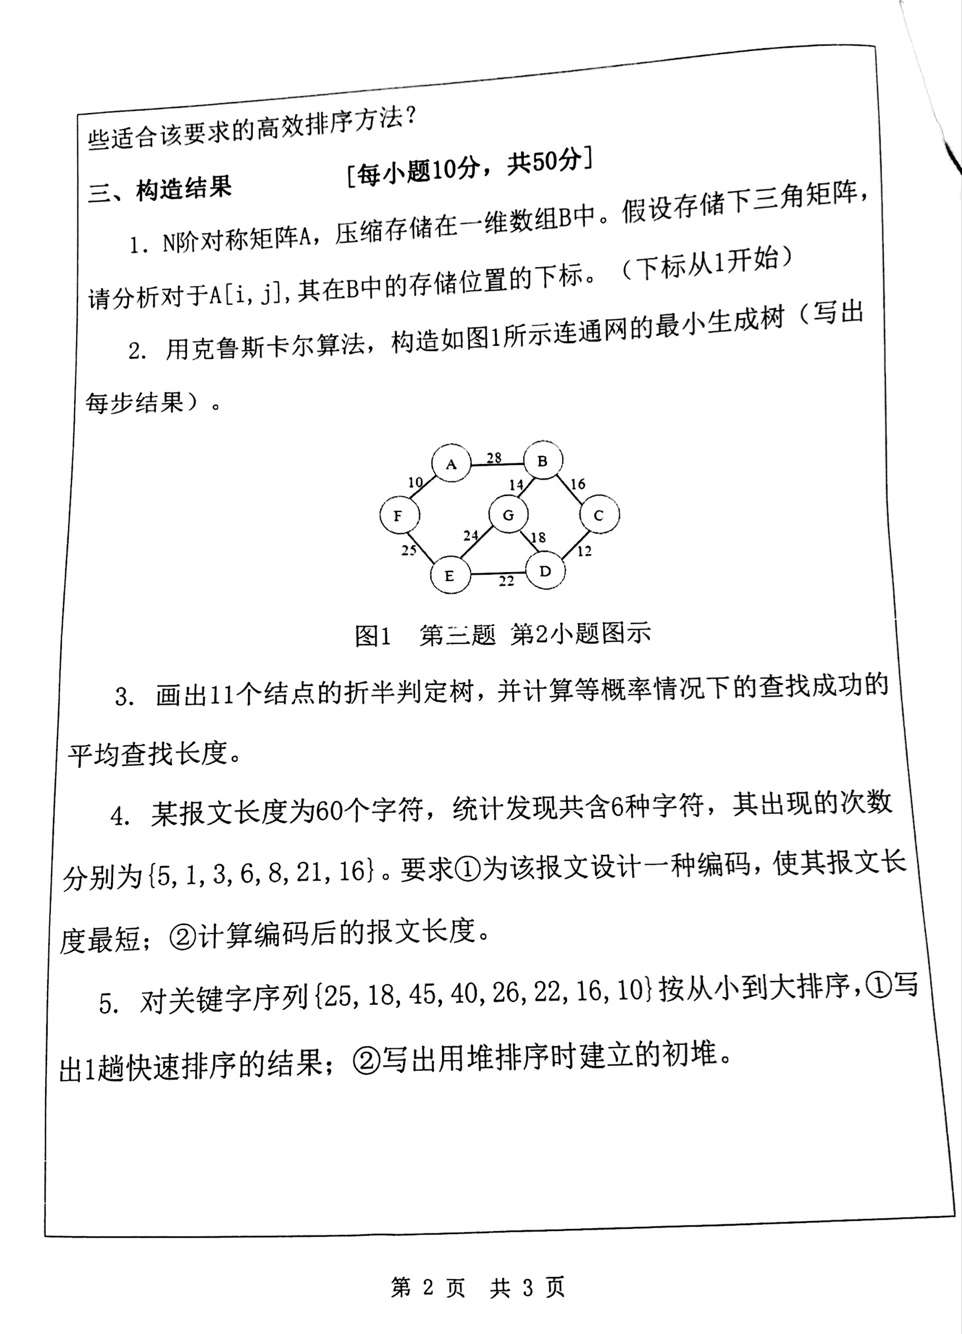 些适合该要求的高效排序方法？
三、构造结果 [每小题10分，共50分]
1. N阶对称矩阵A，压缩存储在一维数组B中。假设存储下三角矩阵，
请分析对于A[i,j],其在B中的存储位置的下标。（下标从1开始）
2. 用克鲁斯卡尔算法，构造如图1所示连通网的最小生成树（写出
每步结果）。
A 28 B
10 14 16
F G C
25 24 18 12
E 22 D
图1 第三题 第2小题图示
3. 画出11个结点的折半判定树，并计算等概率情况下的查找成功的
平均查找长度。
4. 某报文长度为60个字符，统计发现共含6种字符，其出现的次数
分别为{5,1,3,6,8,21,16}。要求①为该报文设计一种编码，使其报文长
度最短；②计算编码后的报文长度。
5. 对关键字序列{25,18,45,40,26,22,16,10}按从小到大排序，①写
出1趟快速排序的结果；②写出用堆排序时建立的初堆。
第 2 页 共 3 页